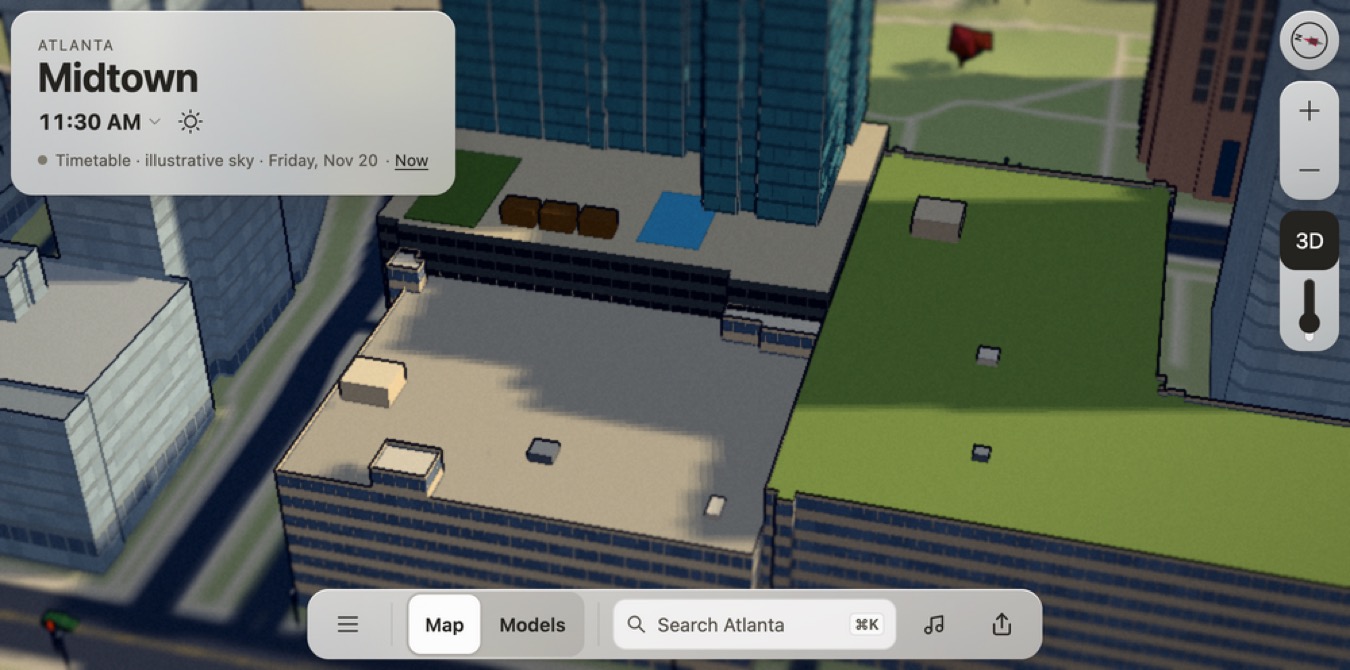 ATLANTA
Midtown
11:30 AM
Timetable · illustrative sky · Friday, Nov 20 · Now
N
+
−
3D
Map
Models
Search Atlanta
⌘K